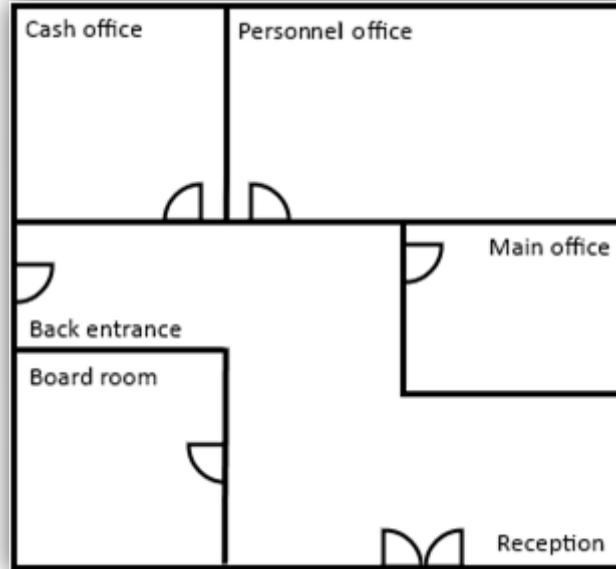 Cash office
Personnel office
Main office
Back entrance
Board room
Reception